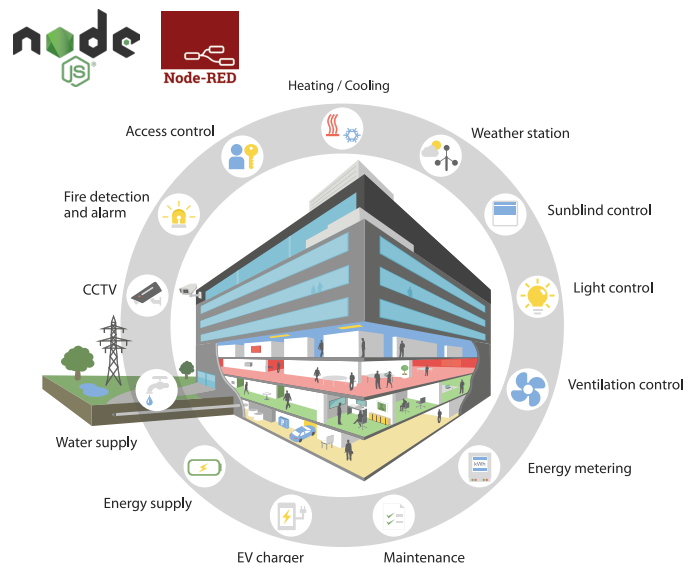 node
JS
Node-RED
Heating / Cooling
Access control
Weather station
Fire detection
and alarm
Sunblind control
CCTV
Light control
Ventilation control
Water supply
Energy metering
kWh
Energy supply
EV charger
Maintenance